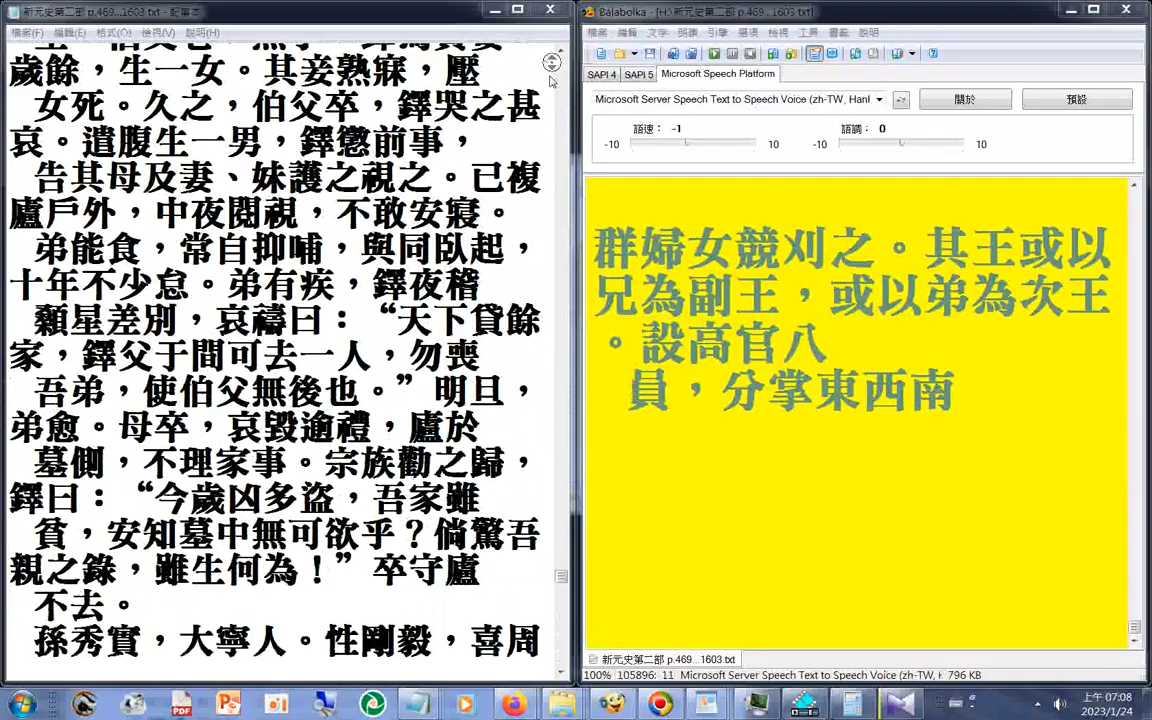 新元史第二部 p.469...1603 txt - 記事本
檔案(F) 編輯(E) 格式(O) 檢視(V) 說明(H)
歲餘，生一女。其妾熟寐，壓
女死。久之，伯父卒，鐸哭之甚
哀。遣腹生一男，鐸懲前事，
告其母及妻、妹護之視之。已複
廬戶外，中夜閱視，不敢安寢。
弟能食，常自抑哺，與同臥起，
十年不少怠。弟有疾，鐸夜稽
顙星差別，哀禱曰：“天下貸餘
家，鐸父于間可去一人，勿喪
吾弟，使伯父無後也。”明旦，
弟愈。母卒，哀毀逾禮，廬於
墓側，不理家事。宗族勸之歸，
鐸曰：“今歲凶多盜，吾家雖
貧，安知墓中無可欲乎？倘驚吾
親之錄，雖生何為！”卒守廬
不去。
孫秀實，大寧人。性剛毅，喜周
Balabolka - [H:\新元史第二部 p.469...1603 txt]
檔案 編輯 文字 朗讀 引擎 選項 檢視 工具 書籤 說明
SAPI 4 SAPI 5 Microsoft Speech Platform
Microsoft Server Speech Text to Speech Voice (zh-TW, Hanl
關於
預設
語速： -1
語調： 0
-10 10 -10 10
群婦女競刈之。其王或以
兄為副王，或以弟為次王
。設高官八
員，分掌東西南
新元史第二部 p.469...1603.txt
100% 105896: 11 Microsoft Server Speech Text to Speech Voice (zh-TW, H 796 KB
上午 07:08
2023/1/24